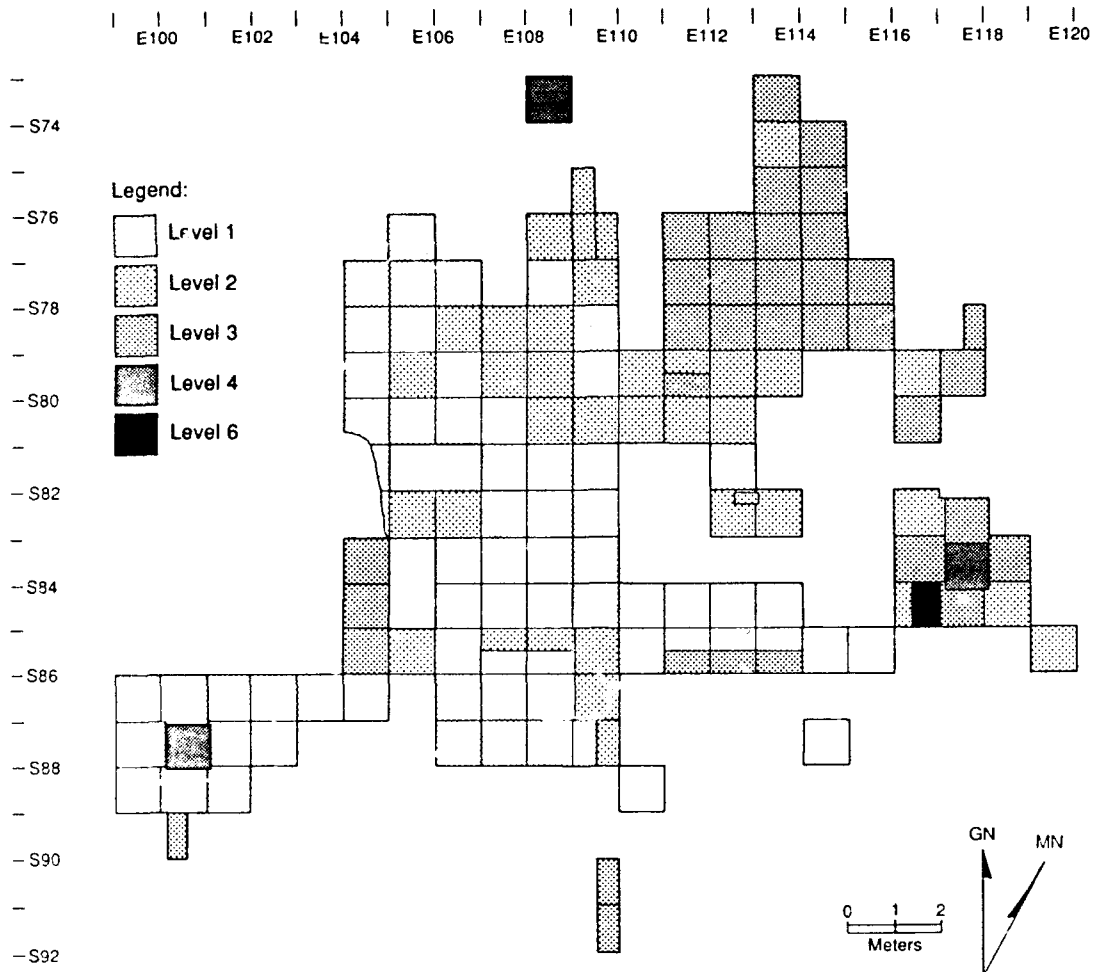 E100 E102 E104 E106 E108 E110 E112 E114 E116 E118 E120
S74
Legend:
S76
Level 1
Level 2
S78
Level 3
Level 4
S80
Level 6
S82
S84
S86
S88
GN
MN
S90
0 1 2
Meters
S92